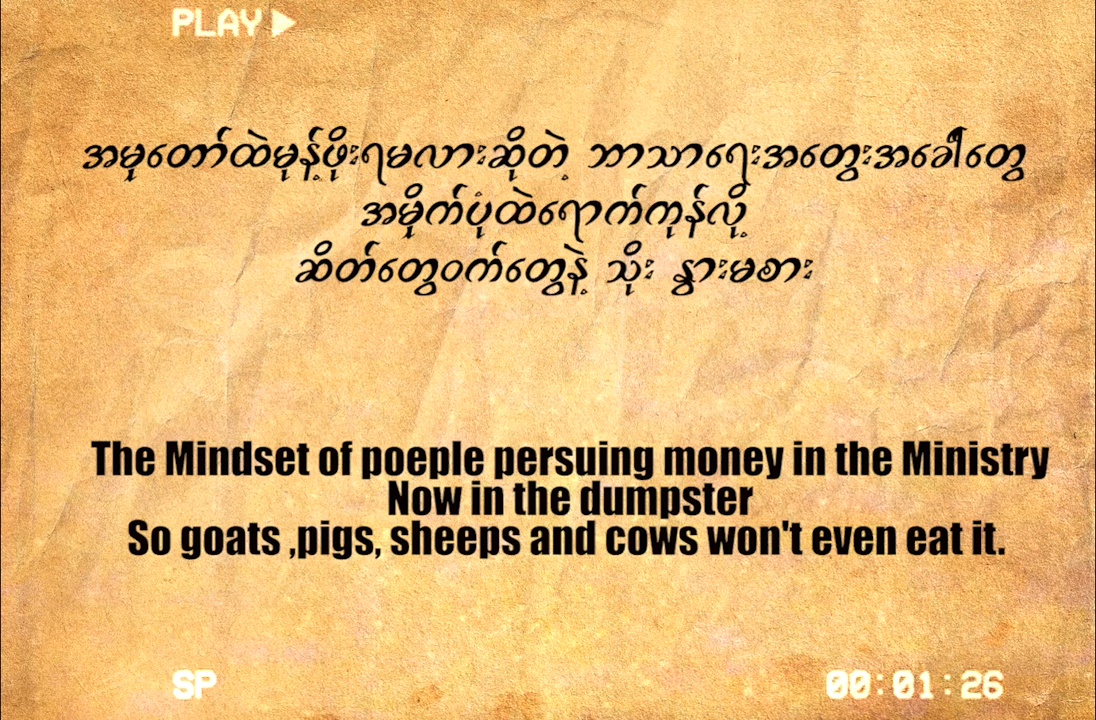 PLAY
အမှုတော်ထဲမုန့်ဖိုးရမလားဆိုတဲ့ ဘာသာရေးအတွေးအခေါ်တွေ
အမှိုက်ပုံထဲရောက်ကုန်လို့
ဆိတ်တွေဝက်တွေနဲ့ သိုး နွားမစား
The Mindset of poeple persuing money in the Ministry
Now in the dumpster
So goats ,pigs, sheeps and cows won't even eat it.
SP 00:01:26